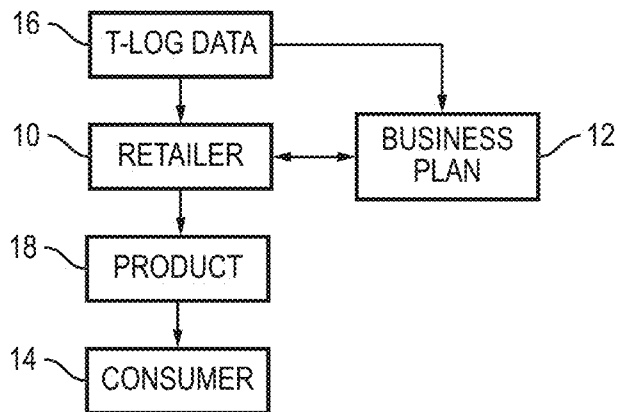 16
T-LOG DATA
10
RETAILER
BUSINESS
PLAN
12
18
PRODUCT
14
CONSUMER